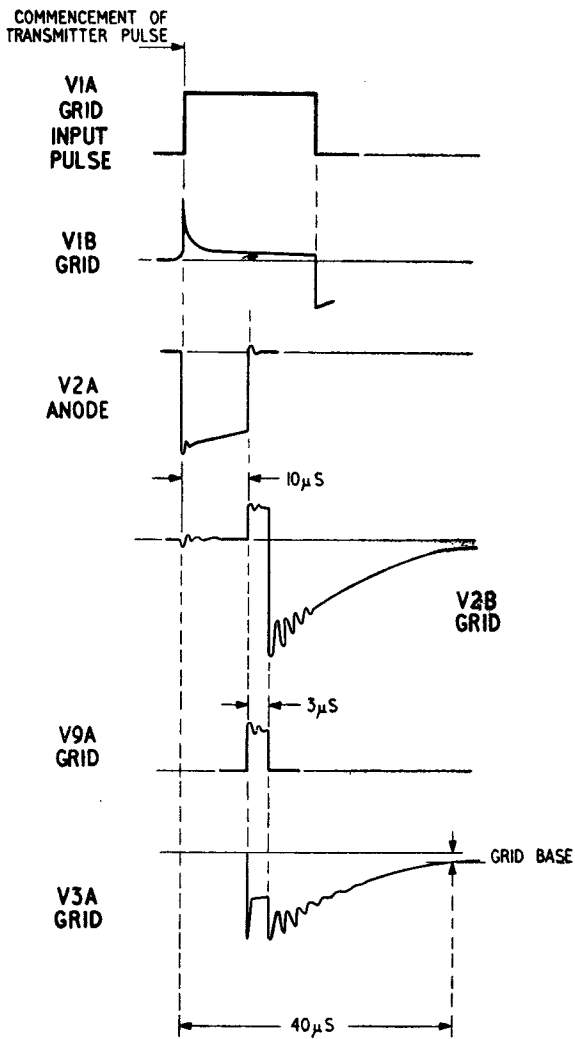 COMMENCEMENT OF
TRANSMITTER PULSE
V1A
GRID
INPUT
PULSE
V1B
GRID
V2A
ANODE
10µS
V2B
GRID
3µS
V9A
GRID
GRID BASE
V3A
GRID
40µS